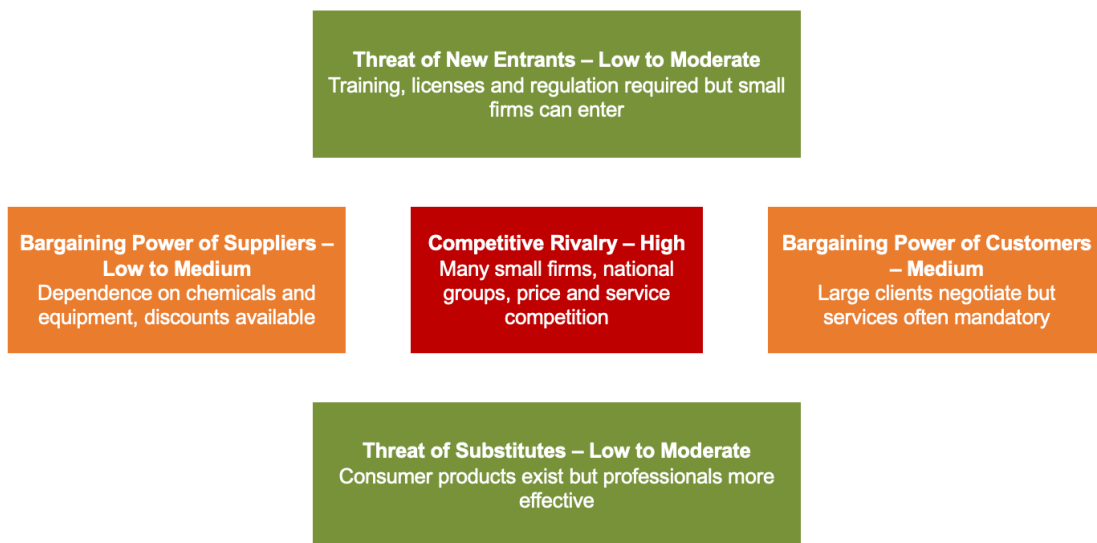 Threat of New Entrants – Low to Moderate
Training, licenses and regulation required but small
firms can enter
Bargaining Power of Suppliers –
Low to Medium
Dependence on chemicals and
equipment, discounts available
Competitive Rivalry – High
Many small firms, national
groups, price and service
competition
Bargaining Power of Customers
– Medium
Large clients negotiate but
services often mandatory
Threat of Substitutes – Low to Moderate
Consumer products exist but professionals more
effective